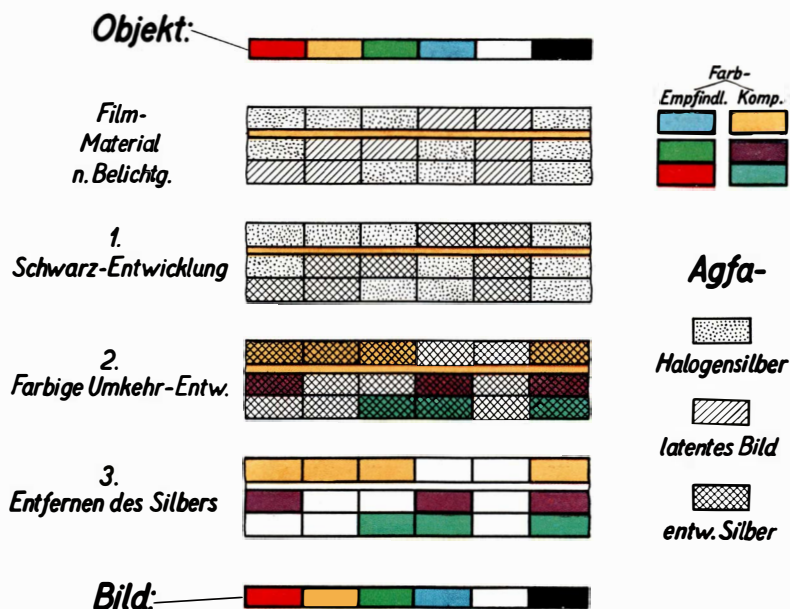 Objekt:
Film-
Material
n. Belichtg.
1.
Schwarz-Entwicklung
2.
Farbige Umkehr-Entw.
3.
Entfernen des Silbers
Bild:
Farb-
Empfindl. Komp.
Agfa-
Halogensilber
latentes Bild
entw. Silber